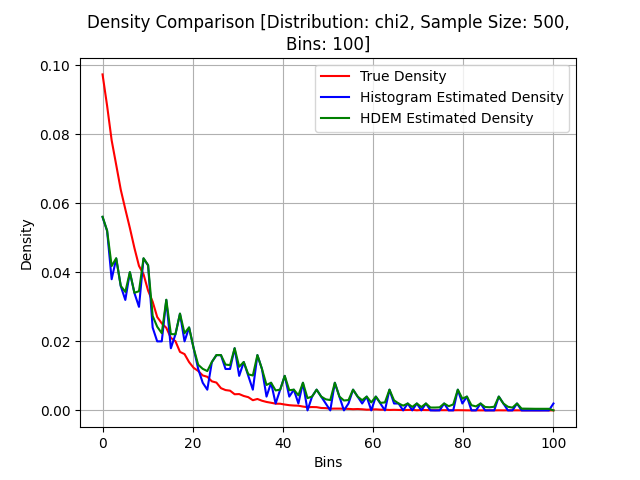 Density Comparison [Distribution: chi2, Sample Size: 500,
Bins: 100]
True Density
Histogram Estimated Density
HDEM Estimated Density
Density
0.10
0.08
0.06
0.04
0.02
0.00
0 20 40 60 80 100
Bins